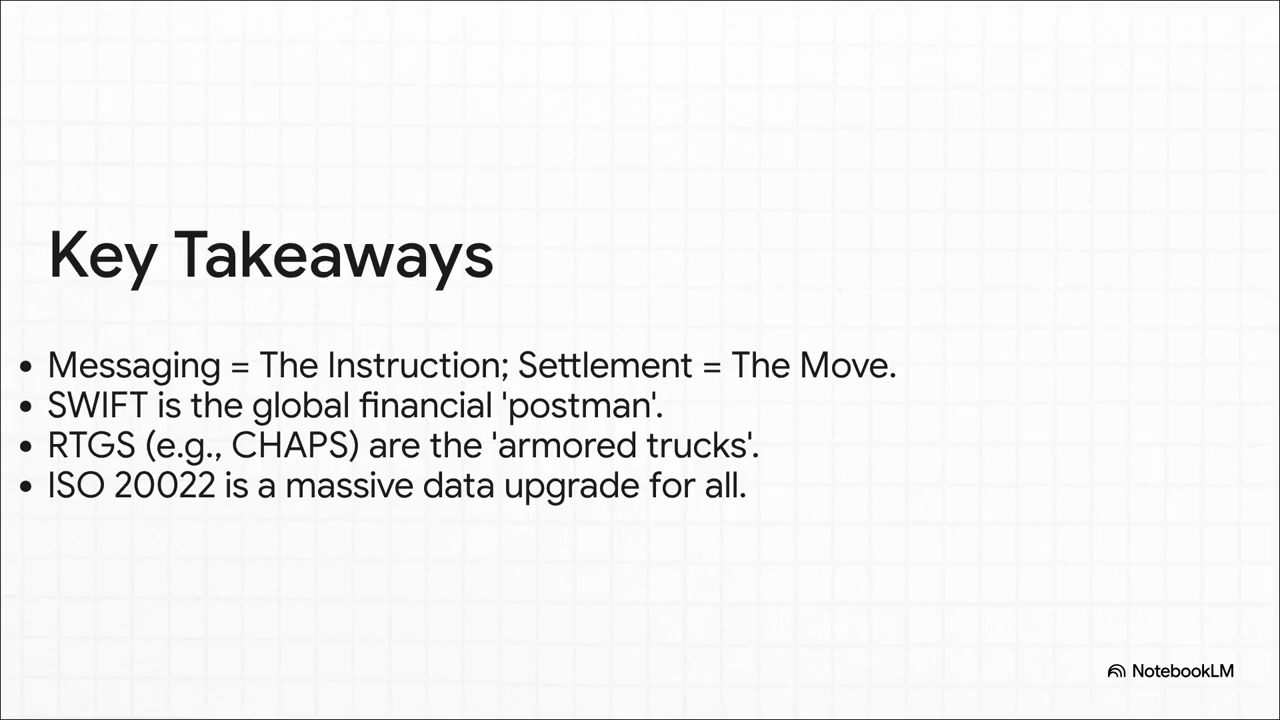 Key Takeaways
• Messaging = The Instruction; Settlement = The Move.
• SWIFT is the global financial 'postman'.
• RTGS (e.g., CHAPS) are the 'armored trucks'.
• ISO 20022 is a massive data upgrade for all.
NotebookLM